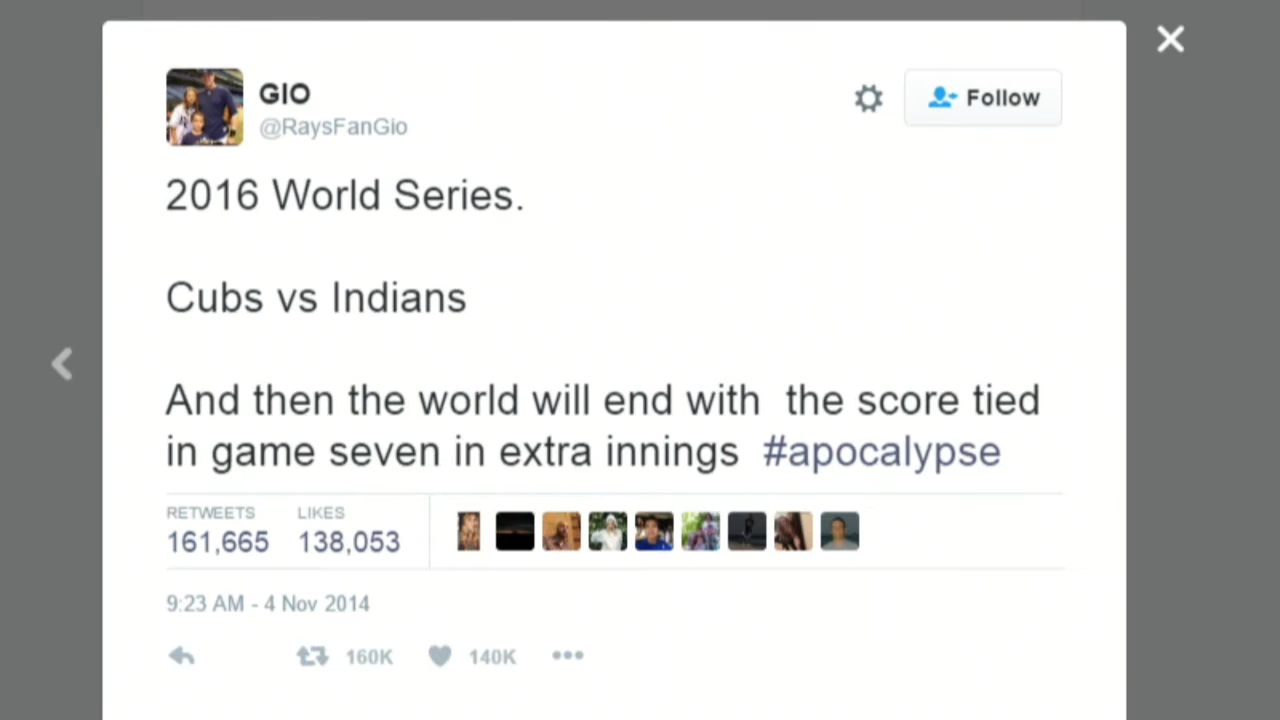 GIO
@RaysFanGio
Follow
2016 World Series.
Cubs vs Indians
And then the world will end with the score tied
in game seven in extra innings #apocalypse
RETWEETS LIKES
161,665 138,053
9:23 AM - 4 Nov 2014
160K 140K